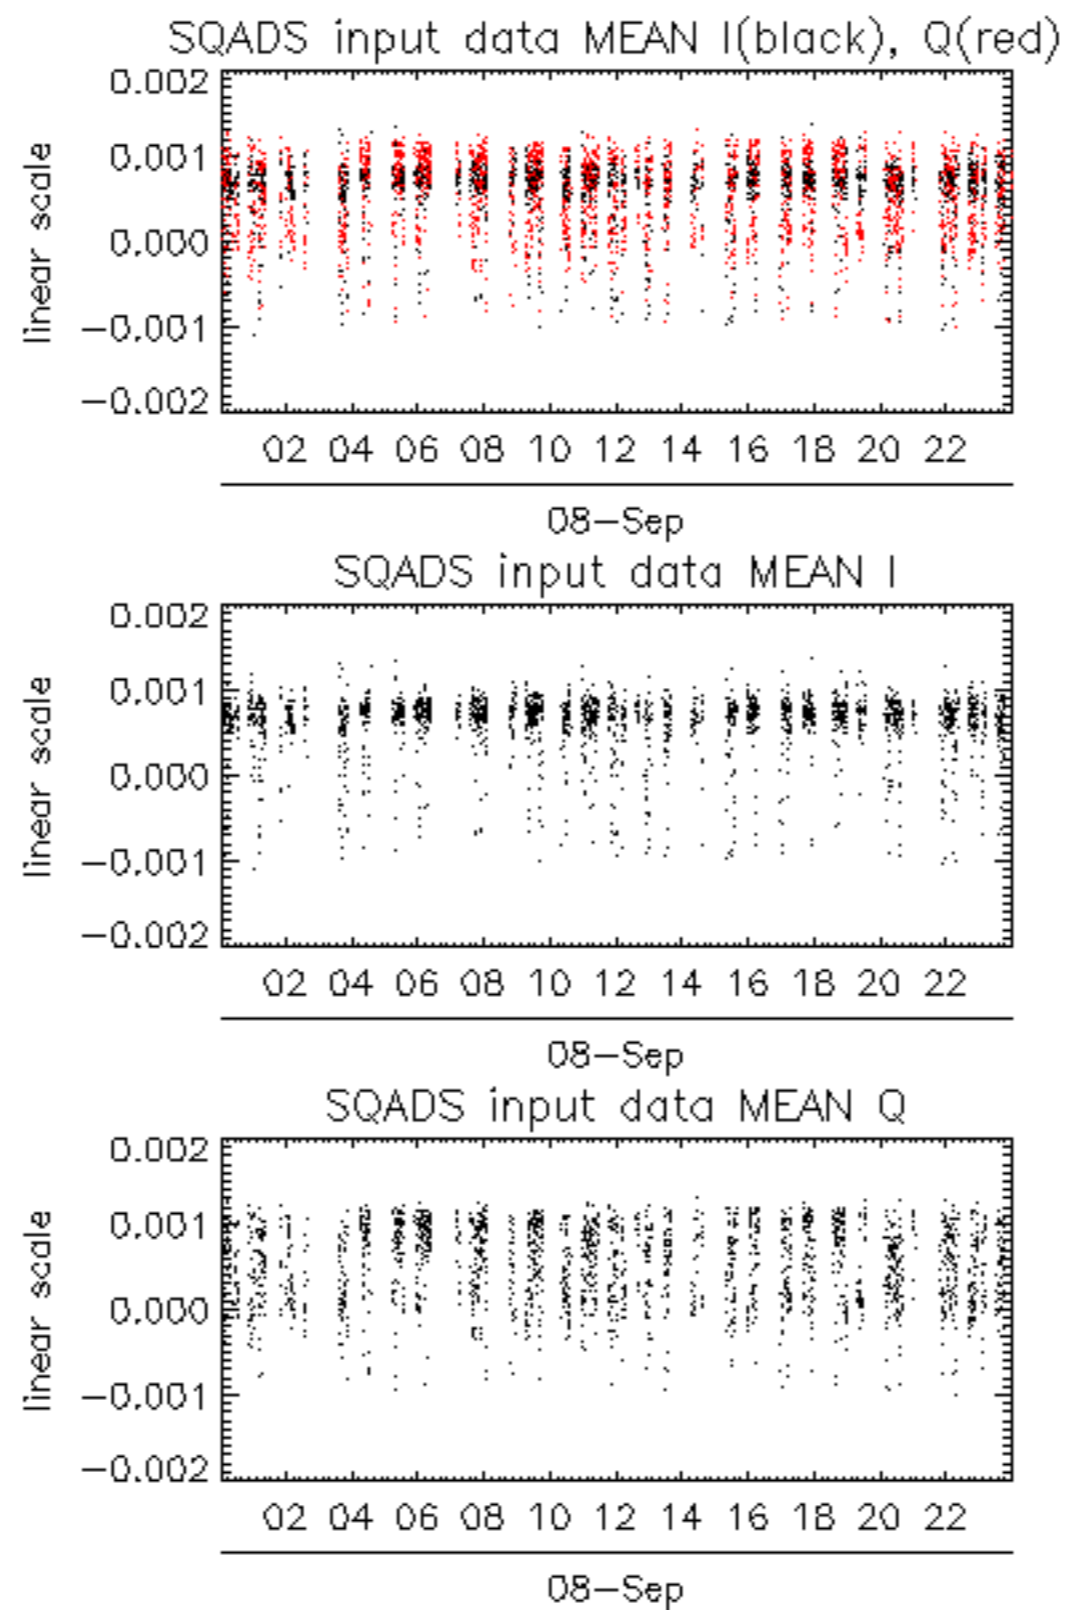 SQADS input data MEAN I(black), Q(red)
0.002
0.001
0.000
−0.001
−0.002
linear scale
02 04 06 08 10 12 14 16 18 20 22
08−Sep
SQADS input data MEAN I
0.002
0.001
0.000
−0.001
−0.002
linear scale
02 04 06 08 10 12 14 16 18 20 22
08−Sep
SQADS input data MEAN Q
0.002
0.001
0.000
−0.001
−0.002
linear scale
02 04 06 08 10 12 14 16 18 20 22
08−Sep